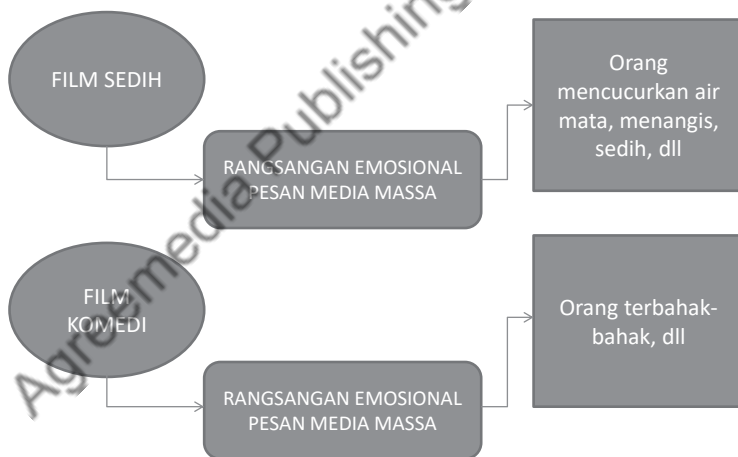 FILM SEDIH
RANGSANGAN EMOSIONAL
PESAN MEDIA MASSA
Orang
mencucurkan air
mata, menangis,
sedih, dll
FILM
KOMEDI
RANGSANGAN EMOSIONAL
PESAN MEDIA MASSA
Orang terbahak-
bahak, dll
Agreemedia Publishing